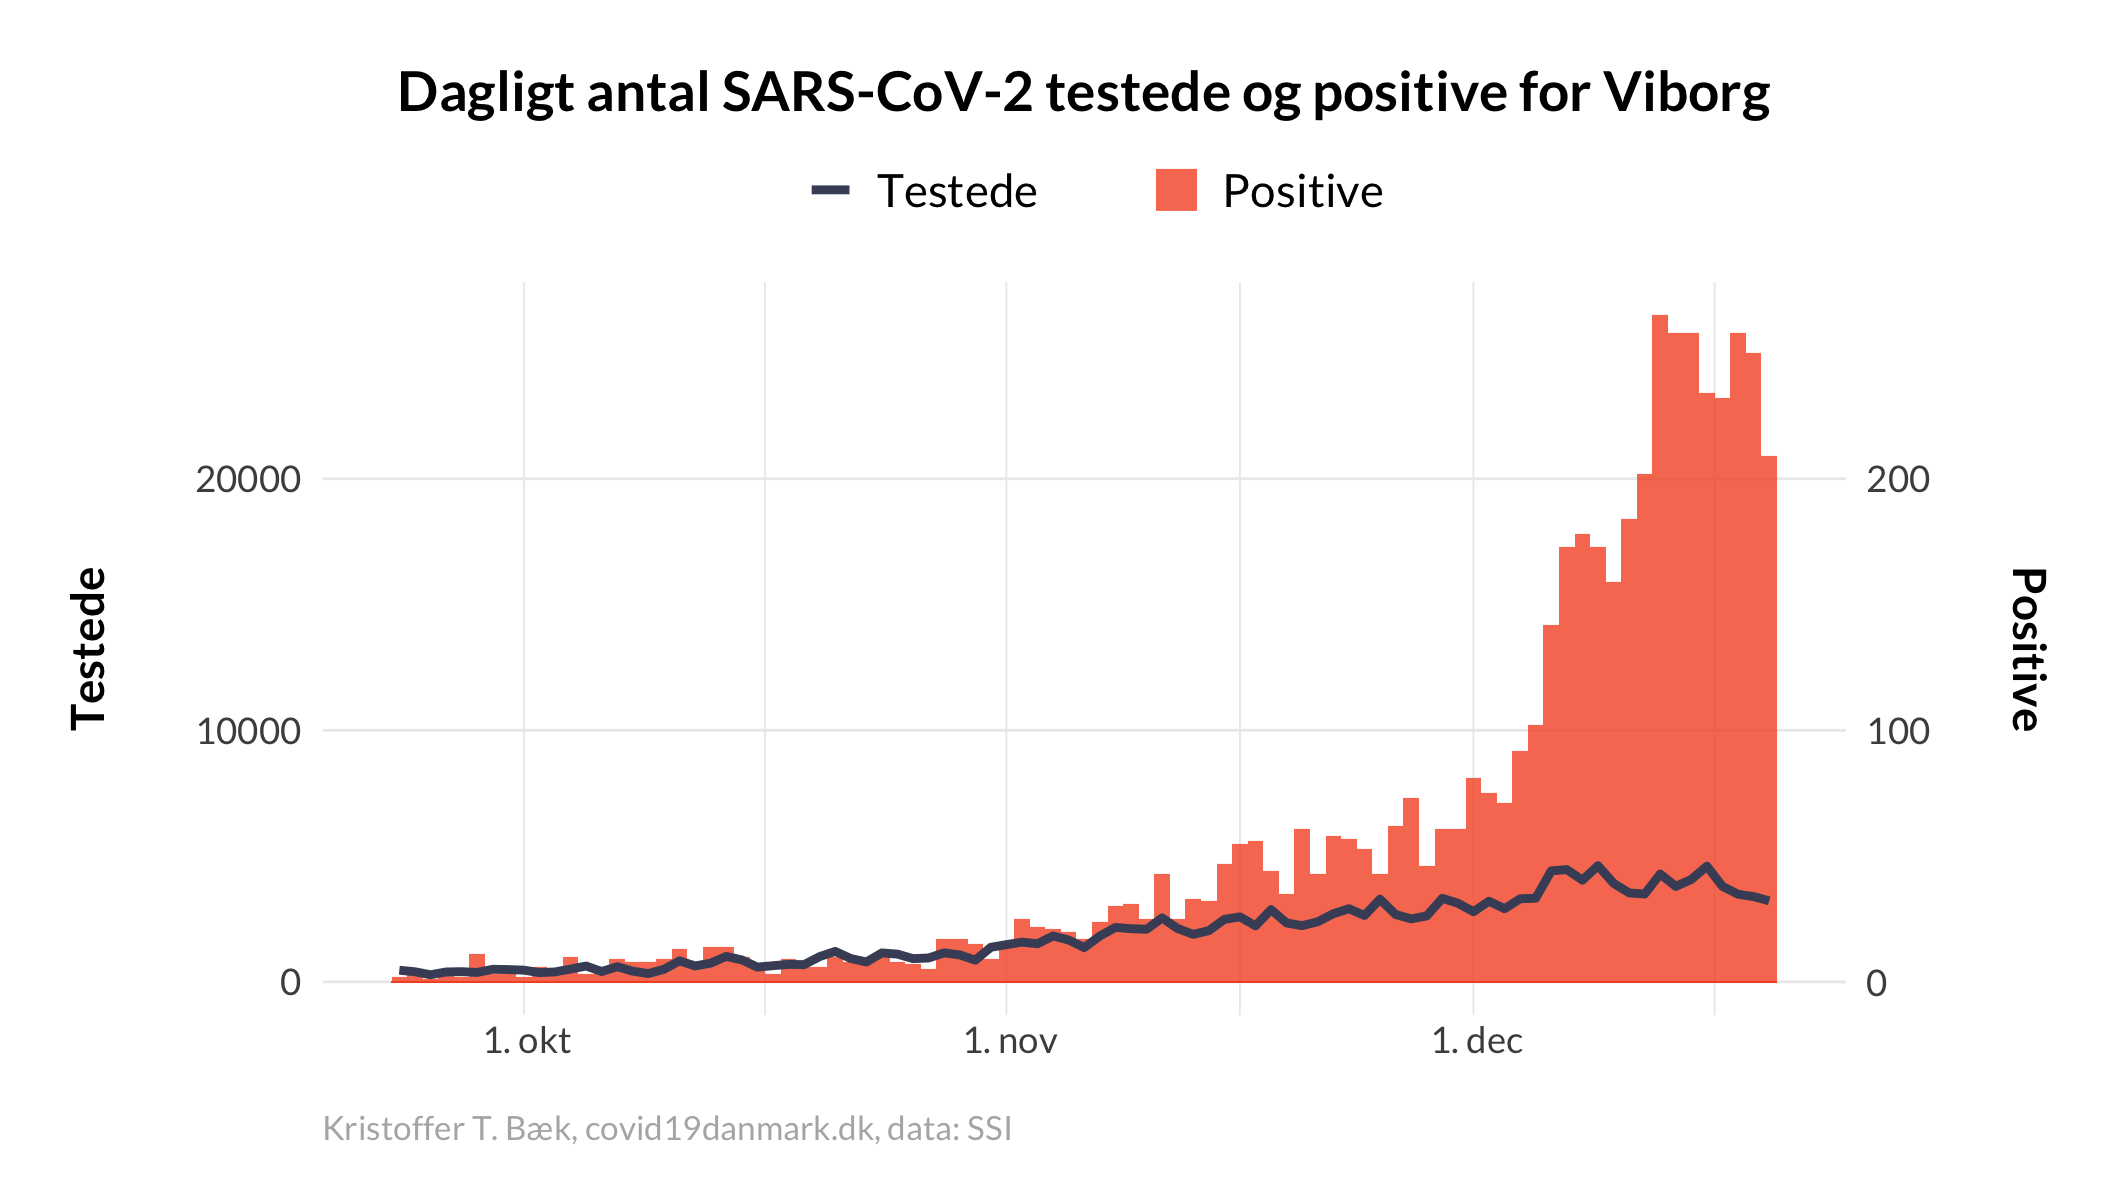 Dagligt antal SARS-CoV-2 testede og positive for Viborg
Testede
Positive
Testede
20000
10000
0
200
100
0
Positive
1. okt
1. nov
1. dec
Kristoffer T. Bæk, covid19danmark.dk, data: SSI